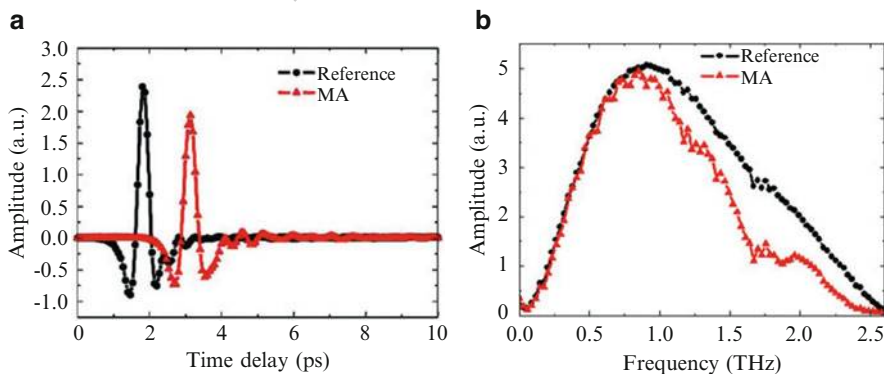 a
3.0
2.5
2.0
1.5
1.0
0.5
0.0
-0.5
-1.0
Amplitude (a.u.)
Reference
MA
0 2 4 6 8 10
Time delay (ps)
b
5
4
3
2
1
0
Amplitude (a.u.)
Reference
MA
0.0 0.5 1.0 1.5 2.0 2.5
Frequency (THz)